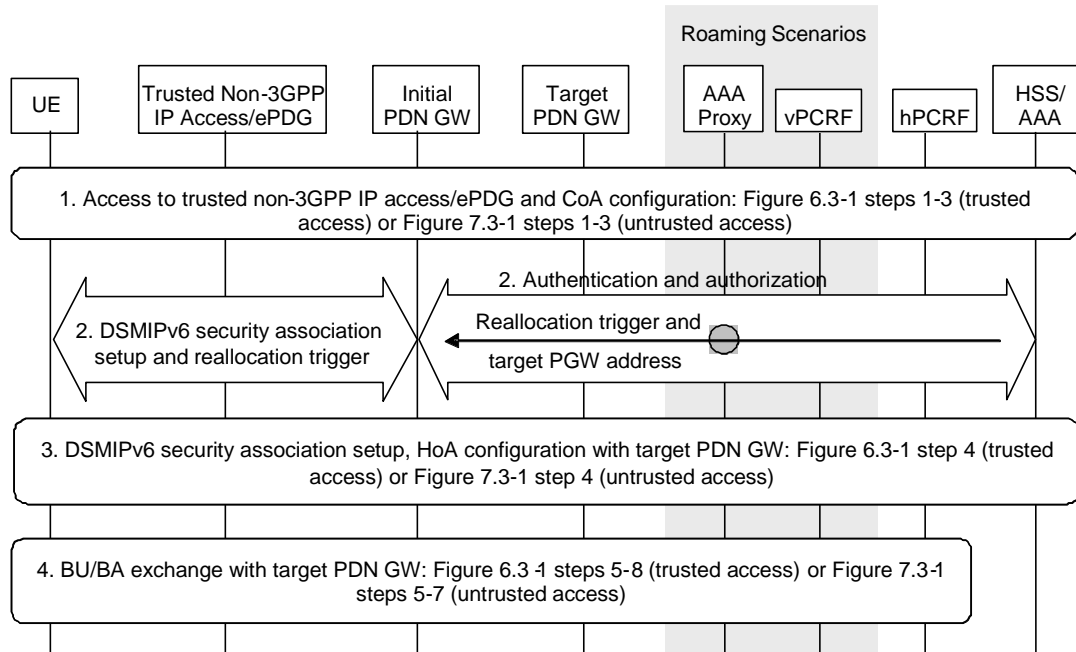 Roaming Scenarios
UE
Trusted Non-3GPP
IP Access/ePDG
Initial
PDN GW
Target
PDN GW
AAA
Proxy
vPCRF
hPCRF
HSS/
AAA
1. Access to trusted non-3GPP IP access/ePDG and CoA configuration: Figure 6.3-1 steps 1-3 (trusted
access) or Figure 7.3-1 steps 1-3 (untrusted access)
2. Authentication and authorization
2. DSMIPv6 security association
setup and reallocation trigger
Reallocation trigger and
target PGW address
3. DSMIPv6 security association setup, HoA configuration with target PDN GW: Figure 6.3-1 step 4 (trusted
access) or Figure 7.3-1 step 4 (untrusted access)
4. BU/BA exchange with target PDN GW: Figure 6.3-1 steps 5-8 (trusted access) or Figure 7.3-1
steps 5-7 (untrusted access)